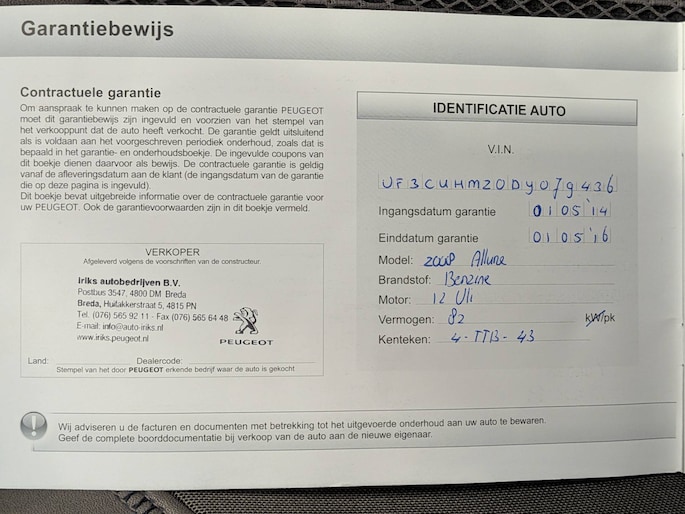 Garantiebewijs
Contractuele garantie
Om aanspraak te kunnen maken op de contractuele garantie PEUGEOT
moet dit garantiebewijs zijn ingevuld en voorzien van het stempel van
het verkooppunt dat de auto heeft verkocht. De garantie geldt uitsluitend
als is voldaan aan het voorgeschreven periodiek onderhoud, zoals dat is
bepaald in het garantie- en onderhoudsboekje. De ingevulde coupons van
dit boekje dienen daarvoor als bewijs. De contractuele garantie is geldig
vanaf de afleveringsdatum aan de klant (de ingangsdatum van de garantie
die op deze pagina is ingevuld).
Dit boekje bevat uitgebreide informatie over de contractuele garantie voor
uw PEUGEOT. Ook de garantievoorwaarden zijn in dit boekje vermeld.
VERKOPER
Afgeleverd volgens de voorschriften van de constructeur.
Iriks autobedrijven B.V.
Postbus 3547, 4800 DM Breda
Breda, Huifakkerstraat 5, 4815 PN
Tel. (076) 565 92 11 - Fax (076) 565 64 48
E-mail: info@auto-iriks.nl
www.iriks.peugeot.nl
PEUGEOT
Land: Dealercode:
Stempel van het door PEUGEOT erkende bedrijf waar de auto is gekocht
IDENTIFICATIE AUTO
V.I.N.
UF3CUHMZ0DY079436
Ingangsdatum garantie 01 05 '14
Einddatum garantie 01 05 '16
Model: 2008 Allure
Brandstof: Benzine
Motor: 12 Vti
Vermogen: 82 kW/pk
Kenteken: 4-TTB-43
Wij adviseren u de facturen en documenten met betrekking tot het uitgevoerde onderhoud aan uw auto te bewaren.
Geef de complete boorddocumentatie bij verkoop van de auto aan de nieuwe eigenaar.